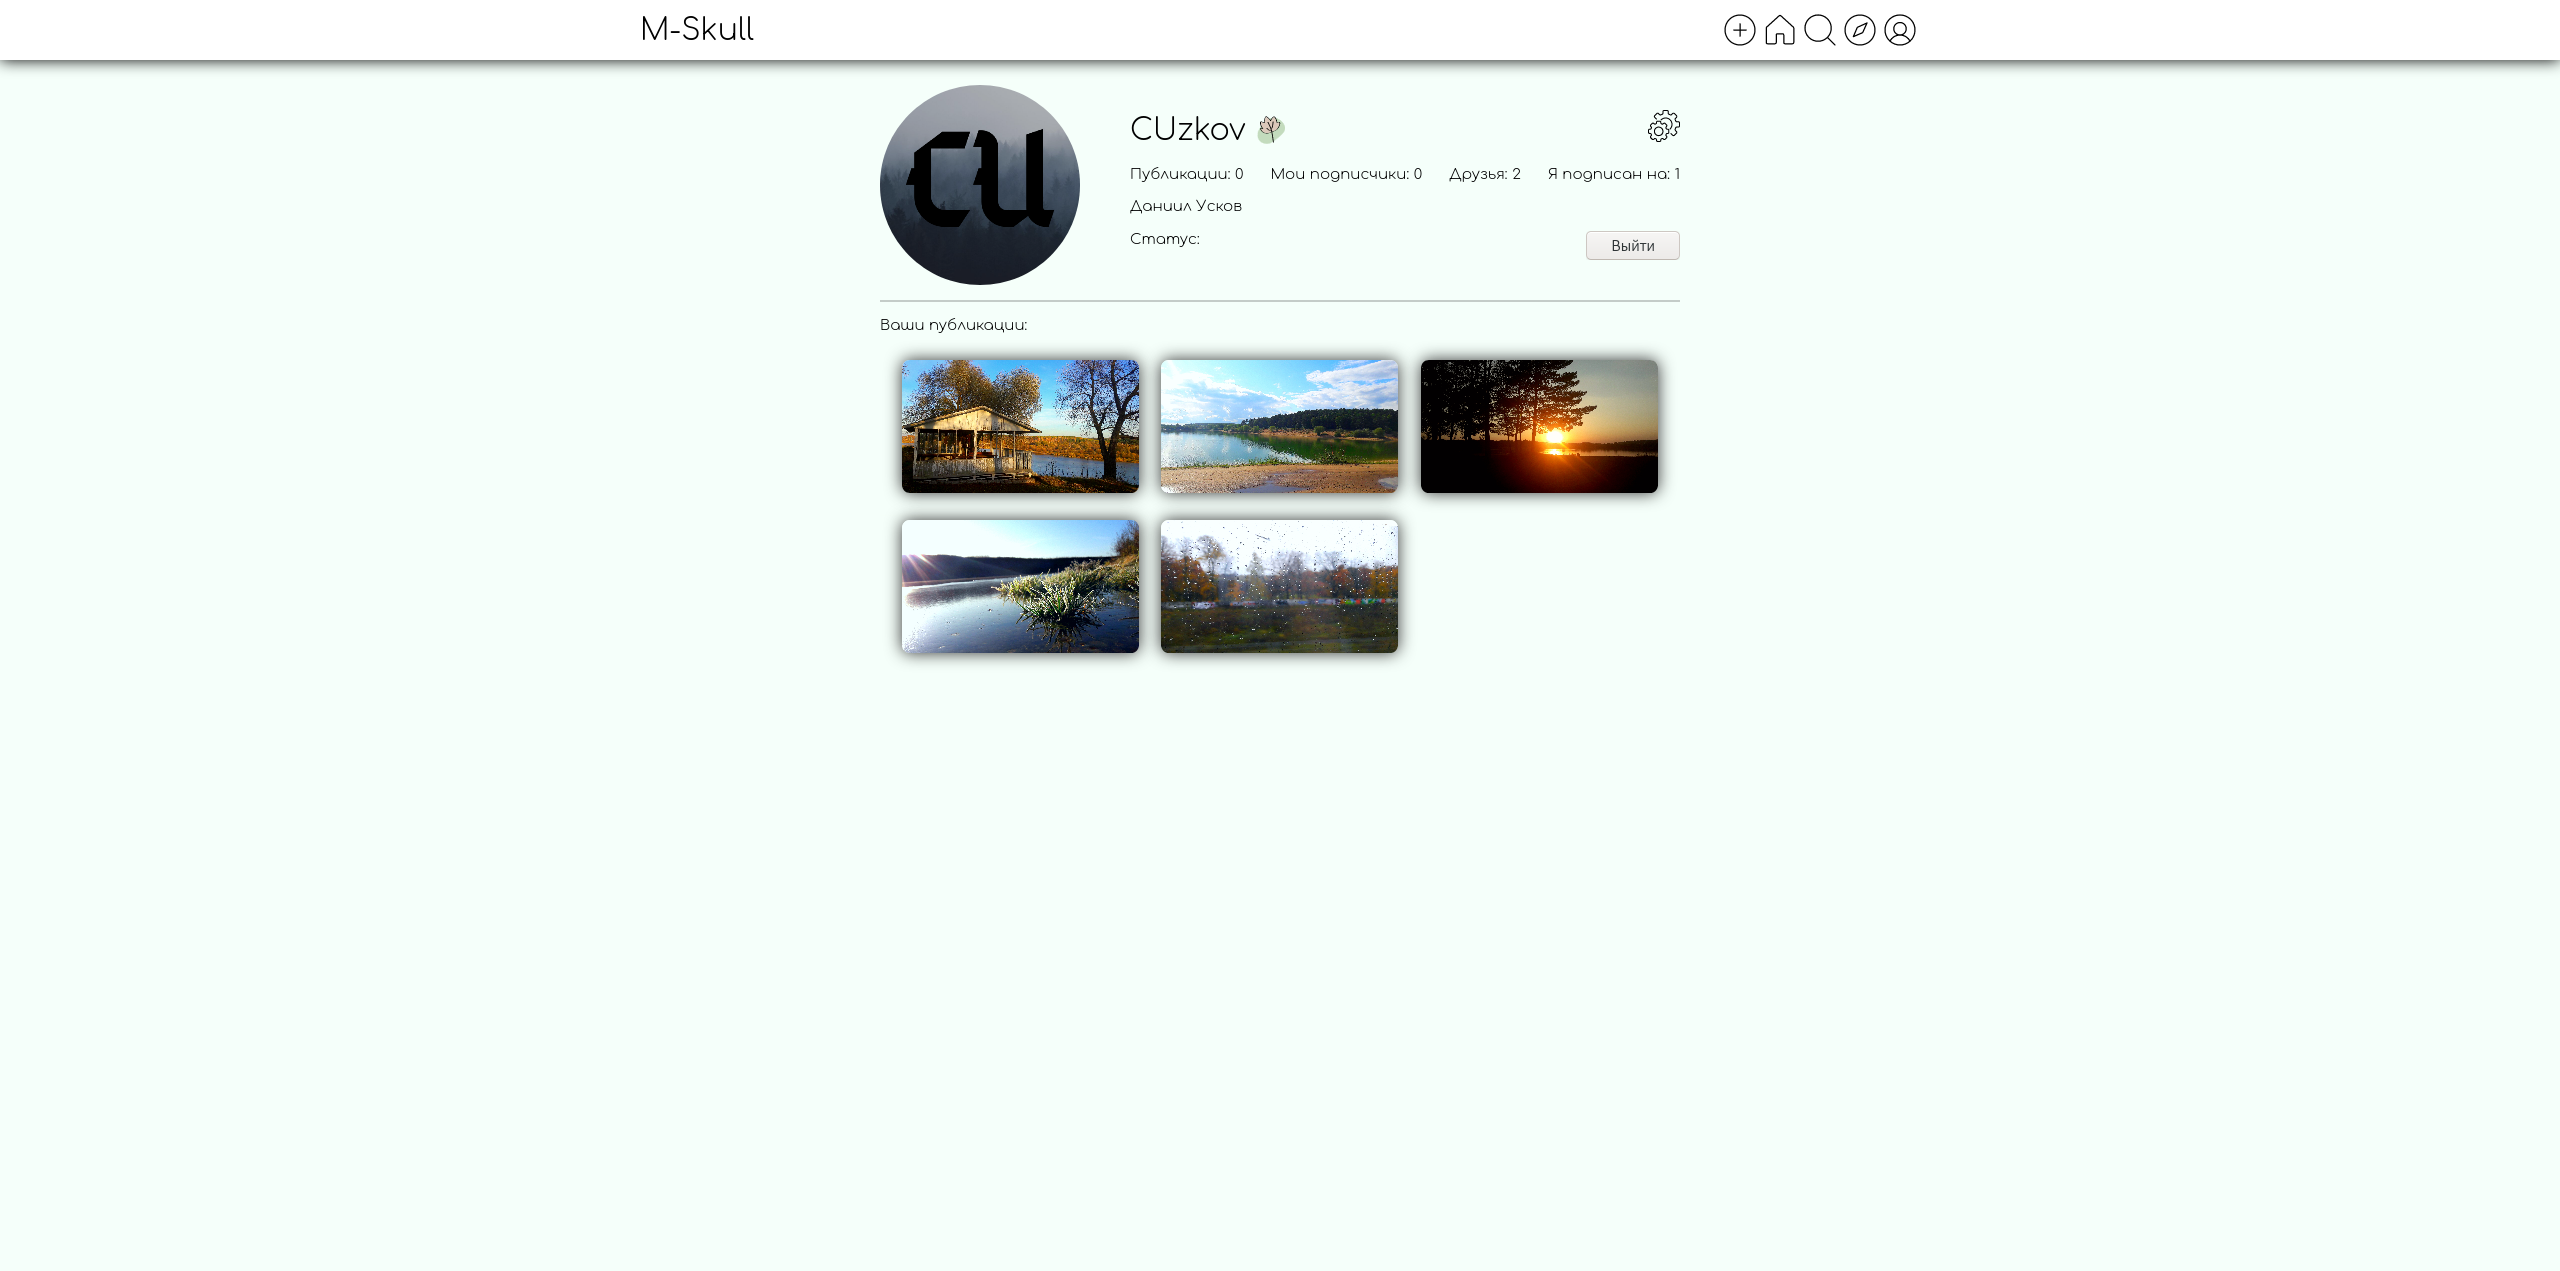 M-Skull
CU
CUzkov
Публикации: 0 Мои подписчики: 0 Друзья: 2 Я подписан на: 1
Даниил Усков
Статус:
Выйти
Ваши публикации: